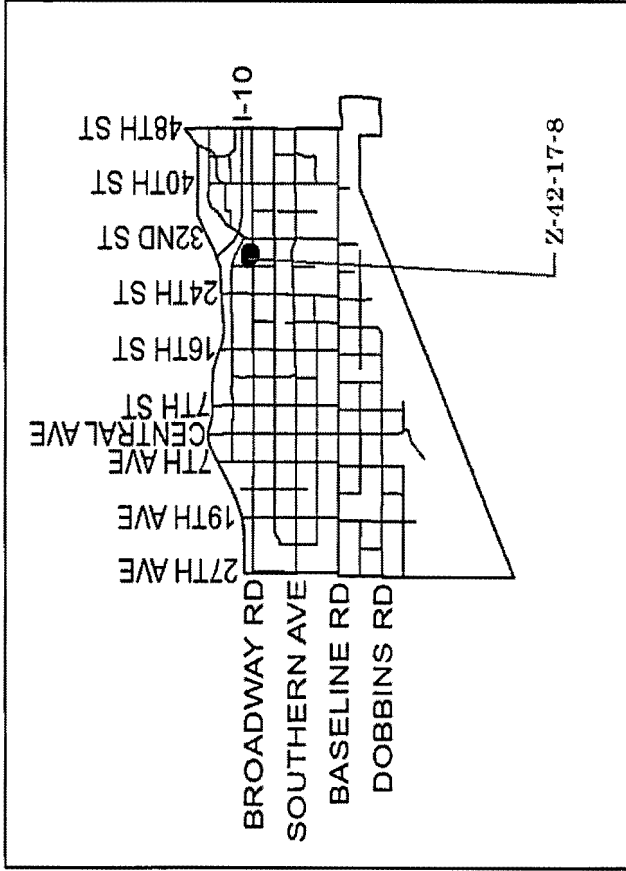 27TH AVE
19TH AVE
7TH AVE
CENTRAL AVE
7TH ST
16TH ST
24TH ST
32ND ST
40TH ST
48TH ST
I-10
BROADWAY RD
SOUTHERN AVE
BASELINE RD
DOBBINS RD
Z-42-17-8